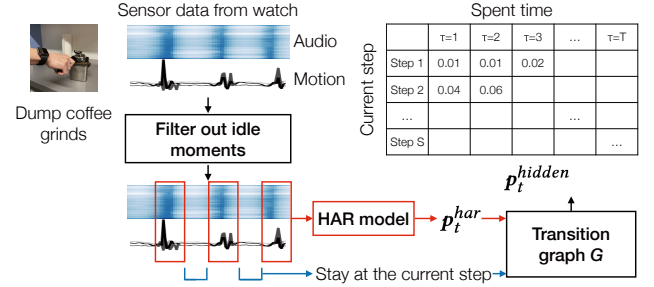 Sensor data from watch
Audio
Motion
Dump coffee
grinds
Filter out idle
moments
HAR model
p_t^{har}
Stay at the current step
Spent time
Current step
τ=1 τ=2 τ=3 ... τ=T
Step 1 0.01 0.01 0.02
Step 2 0.04 0.06
... ...
Step S ...
p_t^{hidden}
Transition
graph G